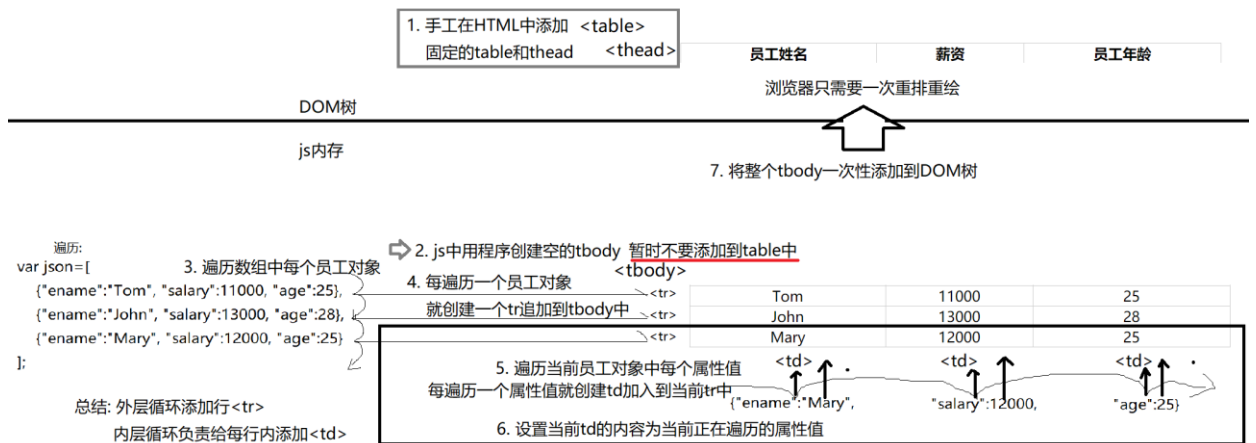 1. 手工在HTML中添加 <table>
固定的table和thead <thead>
员工姓名 薪资 员工年龄
浏览器只需要一次重排重绘
DOM树
js内存
7. 将整个tbody一次性添加到DOM树
遍历:
2. js中用程序创建空的tbody 暂时不要添加到table中
var json=[
3. 遍历数组中每个员工对象
<tbody>
4. 每遍历一个员工对象
{"ename":"Tom", "salary":11000, "age":25},
<tr> Tom 11000 25
就创建一个tr追加到tbody中
{"ename":"John", "salary":13000, "age":28},
<tr> John 13000 28
{"ename":"Mary", "salary":12000, "age":25}
<tr> Mary 12000 25
];
5. 遍历当前员工对象中每个属性值
<td> <td> <td>
每遍历一个属性值就创建td加入到当前tr中
{"ename":"Mary", "salary":12000, "age":25}
总结: 外层循环添加行<tr>
内层循环负责给每行内添加<td>
6. 设置当前td的内容为当前正在遍历的属性值